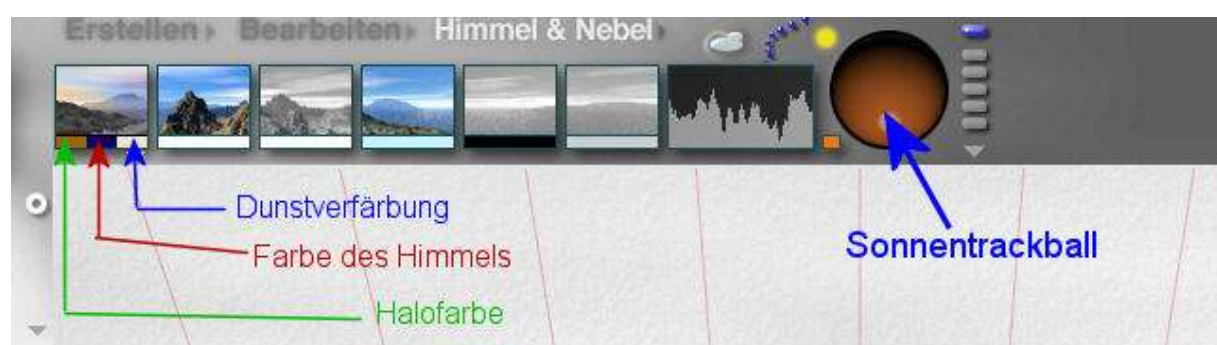 Erstellen Bearbeiten Himmel & Nebel
Dunstverfärbung
Farbe des Himmels
Sonnentrackball
Halofarbe